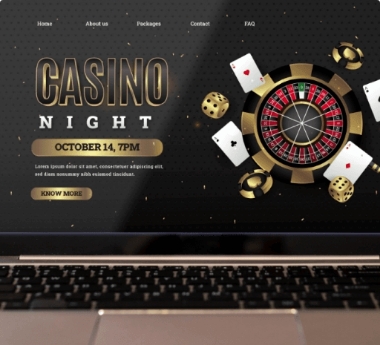 Home About us Packages Contact FAQ
CASINO
NIGHT
OCTOBER 14, 7PM
Lorem ipsum dolor sit amet, consectetuer adipiscing elit,
sed diam nonummy nibh euismod tincidunt.
KNOW MORE